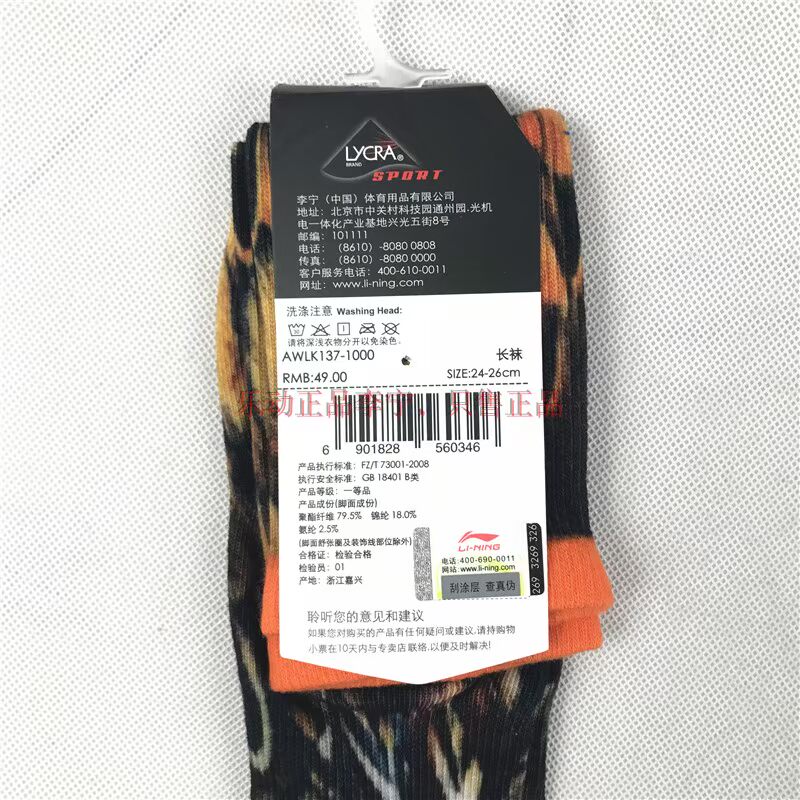 LYCRA®
BRAND
SPORT
李宁（中国）体育用品有限公司
地址：北京市中关村科技园通州园.光机
电一体化产业基地兴光五街8号
邮编：101111
电话：（8610）-8080 0808
传真：（8610）-8080 0000
客户服务电话：400-610-0011
网址：www.li-ning.com
洗涤注意 Washing Head:
请将深浅衣物分开以免染色。
AWLK137-1000 长袜
RMB:49.00 SIZE:24-26cm
乐动正品李宁、只售正品
6 901828 560346
产品执行标准：FZ/T 73001-2008
执行安全标准：GB 18401 B类
产品等级：一等品
产品成份(脚面成份)
聚酯纤维 79.5% 锦纶 18.0%
氨纶 2.5%
(脚面舒张圈及装饰线部位除外)
合格证：检验合格
检验员：01
产地：浙江嘉兴
LI-NING
电话:400-690-0011
网站:www.li-ning.com
刮涂层 查真伪
269 3269 326
聆听您的意见和建议
如果您对购买的产品有任何疑问或建议,请持购物
小票在10天内与专卖店联络,以便及时解决!